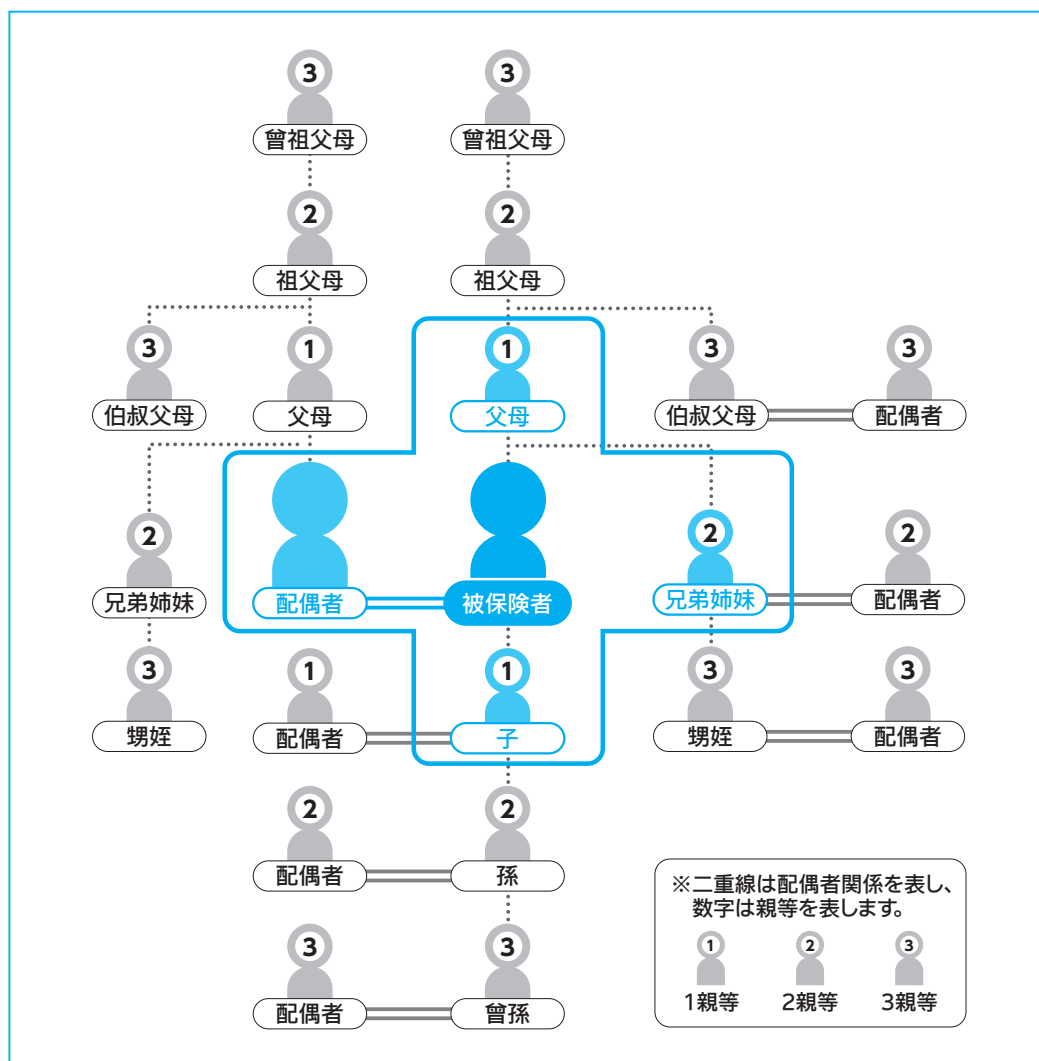 3 3
曾祖父母 曾祖父母
2 2
祖父母 祖父母
3 1 1 3 3
伯叔父母 父母 父母 伯叔父母 配偶者
2 2 2
兄弟姉妹 配偶者 被保険者 兄弟姉妹 配偶者
3 1 1 3 3
甥姪 配偶者 子 甥姪 配偶者
2 2
配偶者 孫
3 3
配偶者 曾孫
※二重線は配偶者関係を表し、
数字は親等を表します。
1 2 3
1親等 2親等 3親等